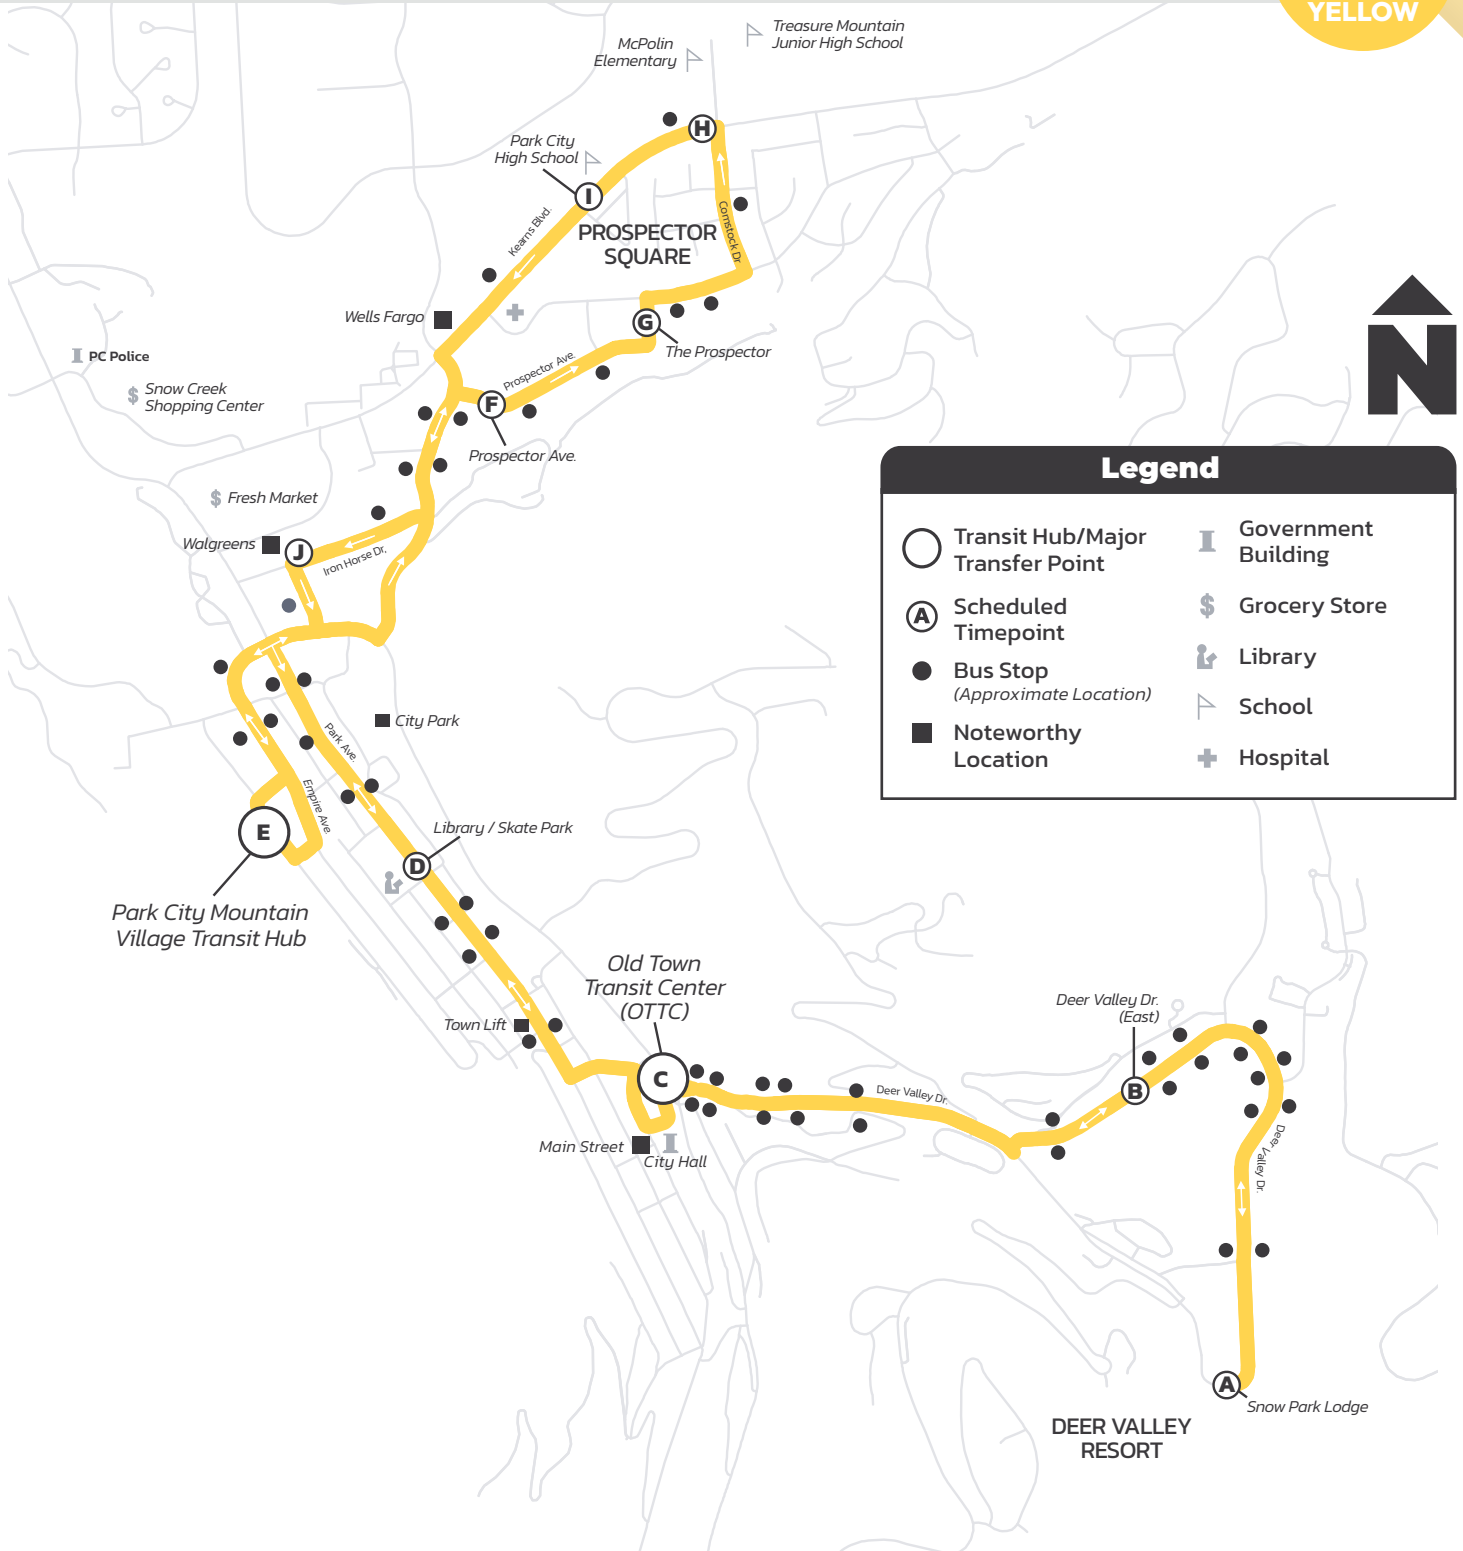 YELLOW
Treasure Mountain
Junior High School
McPolin
Elementary
H
Park City
High School
I
Kearns Blvd.
Comstock Dr.
PROSPECTOR
SQUARE
Wells Fargo
G
The Prospector
PC Police
Snow Creek
Shopping Center
$
Prospector Ave.
F
Prospector Ave.
N
$
Fresh Market
Walgreens
J
Iron Horse Dr,
Legend
Transit Hub/Major
Transfer Point
A
Scheduled
Timepoint
Bus Stop
(Approximate Location)
Noteworthy
Location
Government
Building
$
Grocery Store
Library
School
Hospital
City Park
Park Ave.
Empire Ave.
E
Park City Mountain
Village Transit Hub
Library / Skate Park
D
Old Town
Transit Center
(OTTC)
Town Lift
C
Main Street
City Hall
Deer Valley Dr.
Deer Valley Dr.
(East)
B
Deer Valley Dr.
A
Snow Park Lodge
DEER VALLEY
RESORT